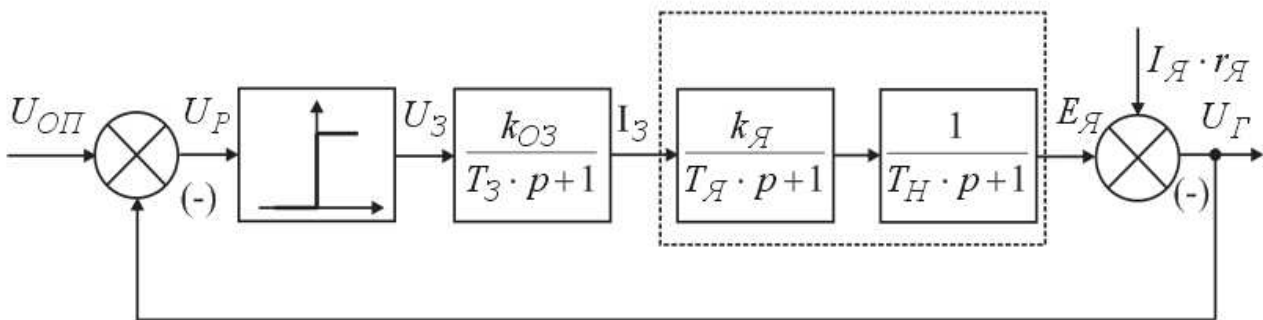 U_ОП
U_Р
(-)
U_З
k_ОЗ
T_З · p+1
I_З
k_Я
T_Я · p+1
1
T_Н · p+1
E_Я
I_Я · r_Я
U_Г
(-)